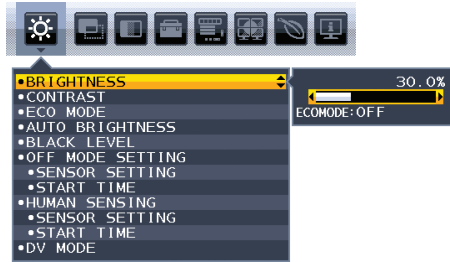 •BRIGHTNESS
•CONTRAST
•ECO MODE
•AUTO BRIGHTNESS
•BLACK LEVEL
•OFF MODE SETTING
•SENSOR SETTING
•START TIME
•HUMAN SENSING
•SENSOR SETTING
•START TIME
•DV MODE
30.0%
ECOMODE:OFF